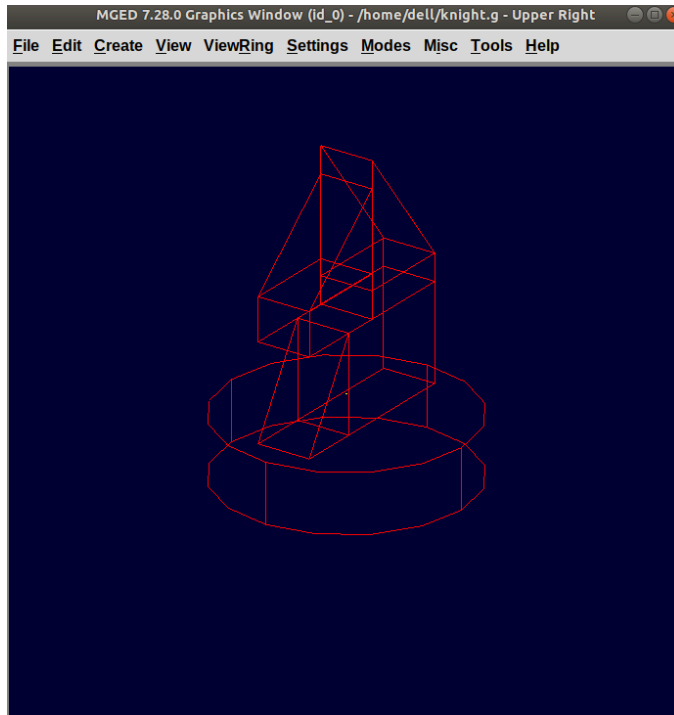 MGED 7.28.0 Graphics Window (id_0) - /home/dell/knight.g - Upper Right
File Edit Create View ViewRing Settings Modes Misc Tools Help